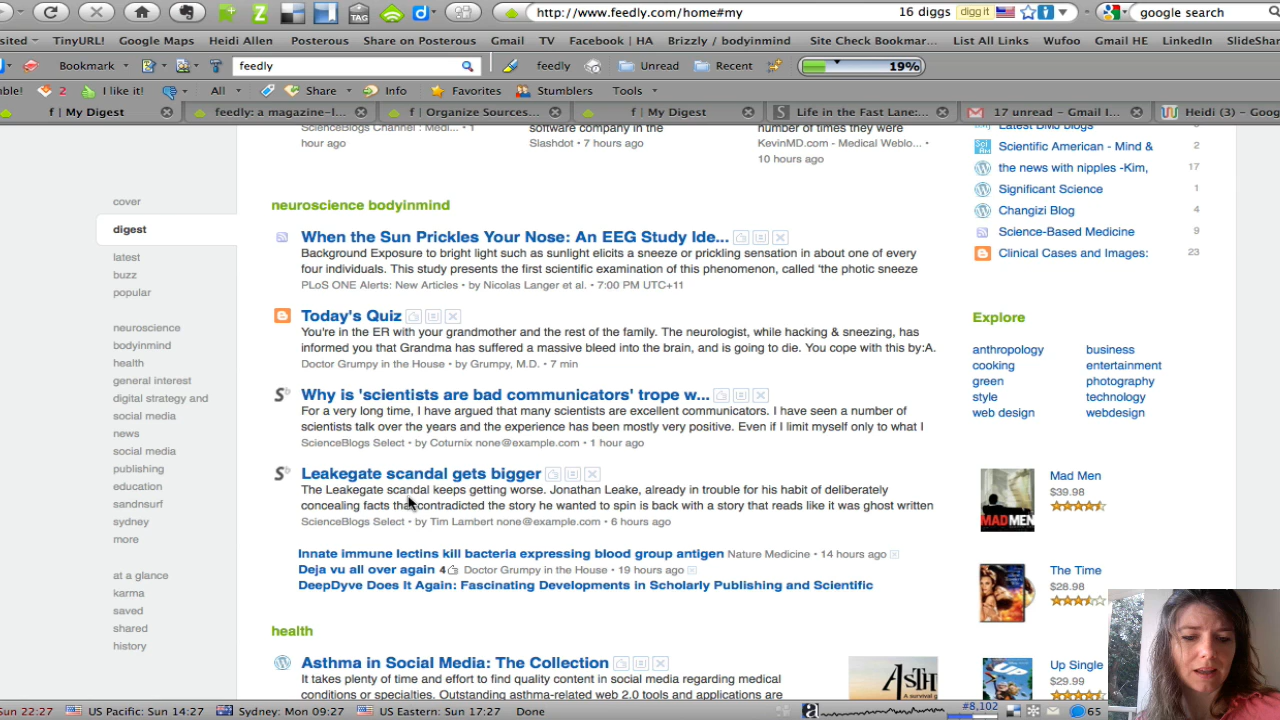 http://www.feedly.com/home#my
16 diggs
digg it
google search
sited
TinyURL!
Google Maps
Heidi Allen
Posterous
Share on Posterous
Gmail
TV
Facebook | HA
Brizzly / bodyinmind
Site Check Bookmar...
List All Links
Wufoo
Gmail HE
LinkedIn
SlideShar
Bookmark
feedly
feedly
Unread
Recent
19%
ble!
2
I like it!
All
Share
Info
Favorites
Stumblers
Tools
f | My Digest
feedly: a magazine-l...
f | Organize Sources...
f | My Digest
Life in the Fast Lane:...
17 unread - Gmail I...
Heidi (3) - Goog
ScienceBlogs Channel : Medi... • 1
hour ago
software company in the
Slashdot • 7 hours ago
number of times they were
KevinMD.com - Medical Weblo... •
10 hours ago
cover
digest
latest
buzz
popular
neuroscience
bodyinmind
health
general interest
digital strategy and
social media
news
social media
publishing
education
sandnsurf
sydney
more
at a glance
karma
saved
shared
history
neuroscience bodyinmind
When the Sun Prickles Your Nose: An EEG Study Ide...
Background Exposure to bright light such as sunlight elicits a sneeze or prickling sensation in about one of every
four individuals. This study presents the first scientific examination of this phenomenon, called 'the photic sneeze
PLoS ONE Alerts: New Articles • by Nicolas Langer et al. • 7:00 PM UTC+11
Today's Quiz
You're in the ER with your grandmother and the rest of the family. The neurologist, while hacking & sneezing, has
informed you that Grandma has suffered a massive bleed into the brain, and is going to die. You cope with this by:A.
Doctor Grumpy in the House • by Grumpy, M.D. • 7 min
Why is 'scientists are bad communicators' trope w...
For a very long time, I have argued that many scientists are excellent communicators. I have seen a number of
scientists talk over the years and the experience has been mostly very positive. Even if I limit myself only to what I
ScienceBlogs Select • by Coturnix none@example.com • 1 hour ago
Leakegate scandal gets bigger
The Leakegate scandal keeps getting worse. Jonathan Leake, already in trouble for his habit of deliberately
concealing facts that contradicted the story he wanted to spin is back with a story that reads like it was ghost written
ScienceBlogs Select • by Tim Lambert none@example.com • 6 hours ago
Innate immune lectins kill bacteria expressing blood group antigen Nature Medicine • 14 hours ago
Deja vu all over again 4 Doctor Grumpy in the House • 19 hours ago
DeepDyve Does It Again: Fascinating Developments in Scholarly Publishing and Scientific
health
Asthma in Social Media: The Collection
It takes plenty of time and effort to find quality content in social media regarding medical
conditions or specialties. Outstanding asthma-related web 2.0 tools and applications are
ASTH
Latest BMJ blogs
Scientific American - Mind & 2
the news with nipples -Kim, 17
Significant Science 1
Changizi Blog 4
Science-Based Medicine 9
Clinical Cases and Images: 23
Explore
anthropology business
cooking entertainment
green photography
style technology
web design webdesign
MADMEN
Mad Men
$39.98
The Time
$28.98
Up Single
$29.99
UP
Sun 22:27
US Pacific: Sun 14:27
Sydney: Mon 09:27
US Eastern: Sun 17:27
Done
#8,102
65